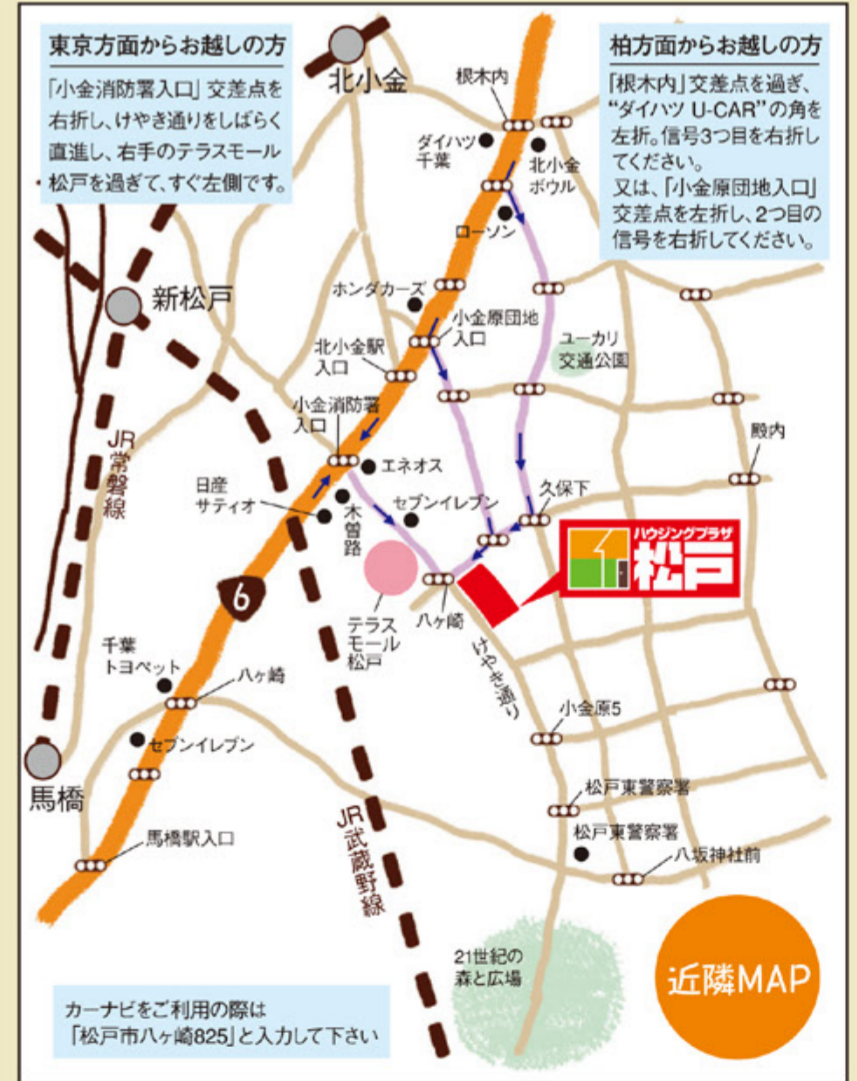 東京方面からお越しの方
「小金消防署入口」交差点を
右折し、けやき通りをしばらく
直進し、右手のテラスモール
松戸を過ぎて、すぐ左側です。
柏方面からお越しの方
「根木内」交差点を過ぎ、
“ダイハツ U-CAR”の角を
左折。信号3つ目を右折し
てください。
又は、「小金原団地入口」
交差点を左折し、2つ目の
信号を右折してください。
北小金
根木内
ダイハツ
千葉
北小金
ボウル
ローソン
新松戸
ホンダカーズ
小金原団地
入口
北小金駅
入口
ユーカリ
交通公園
小金消防署
入口
JR常磐線
エネオス
殿内
日産
サティオ
木曽路
セブンイレブン
久保下
ハウジングプラザ
松戸
6
テラス
モール
松戸
八ヶ崎
けやき通り
千葉
トヨペット
八ヶ崎
小金原5
セブンイレブン
馬橋
松戸東警察署
JR武蔵野線
松戸東警察署
馬橋駅入口
八坂神社前
21世紀の
森と広場
近隣MAP
カーナビをご利用の際は
「松戸市八ヶ崎825」と入力して下さい